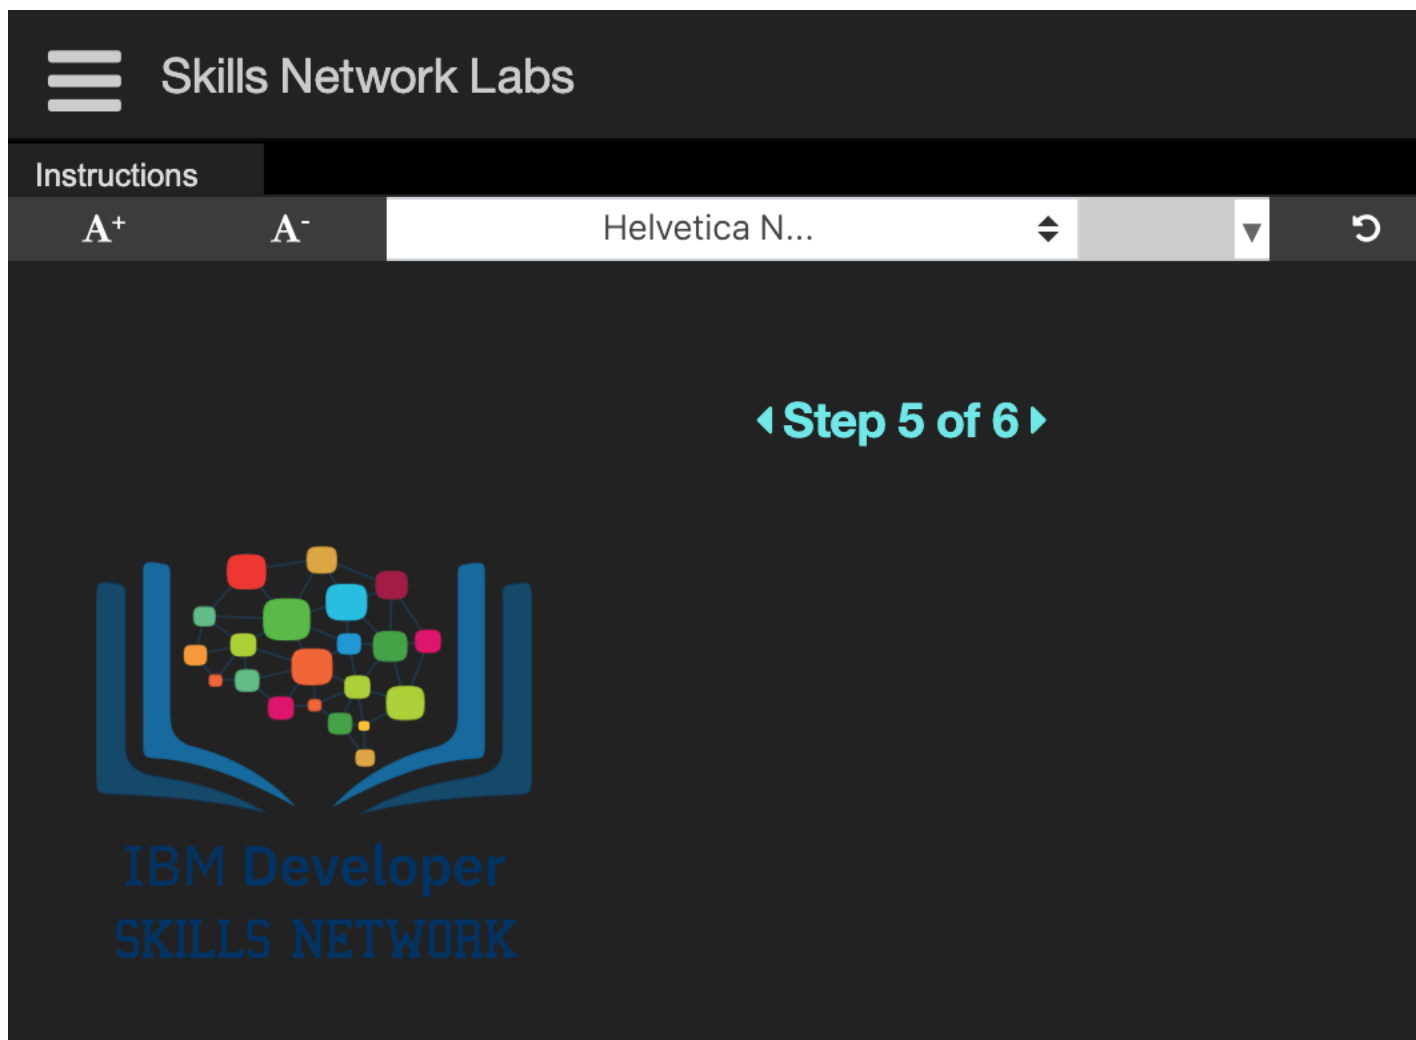 Skills Network Labs
Instructions
A+ A- Helvetica N...
Step 5 of 6
IBM Developer
SKILLS NETWORK